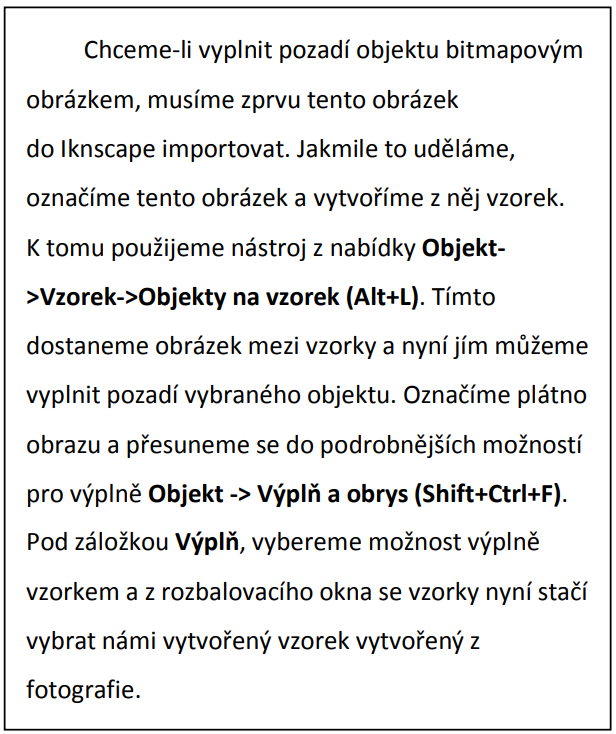 Chceme-li vyplnit pozadí objektu bitmapovým
obrázkem, musíme zprvu tento obrázek
do Iknscape importovat. Jakmile to uděláme,
označíme tento obrázek a vytvoříme z něj vzorek.
K tomu použijeme nástroj z nabídky Objekt-
>Vzorek->Objekty na vzorek (Alt+L). Tímto
dostaneme obrázek mezi vzorky a nyní jím můžeme
vyplnit pozadí vybraného objektu. Označíme plátno
obrazu a přesuneme se do podrobnějších možností
pro výplně Objekt -> Výplň a obrys (Shift+Ctrl+F).
Pod záložkou Výplň, vybereme možnost výplně
vzorkem a z rozbalovacího okna se vzorky nyní stačí
vybrat námi vytvořený vzorek vytvořený z
fotografie.